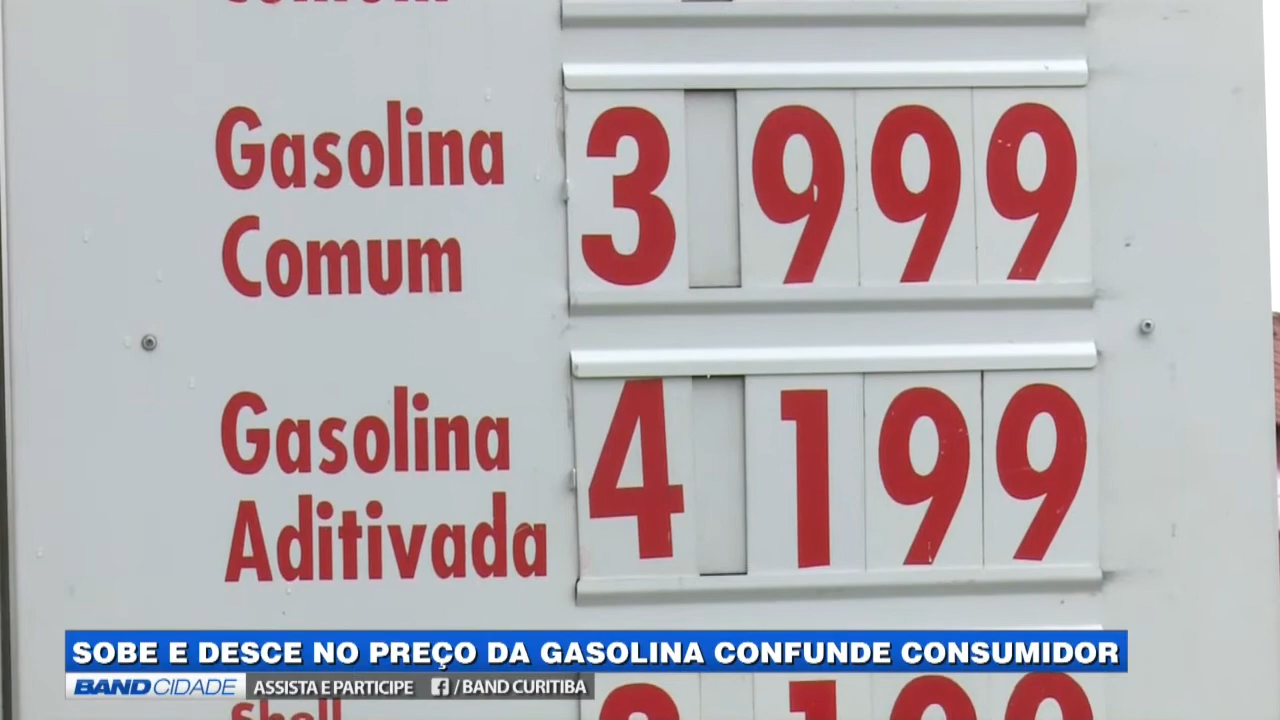 Gasolina
Comum
3 999
Gasolina
Aditivada
4 199
SOBE E DESCE NO PREÇO DA GASOLINA CONFUNDE CONSUMIDOR
BAND CIDADE ASSISTA E PARTICIPE f /BAND CURITIBA
Shell